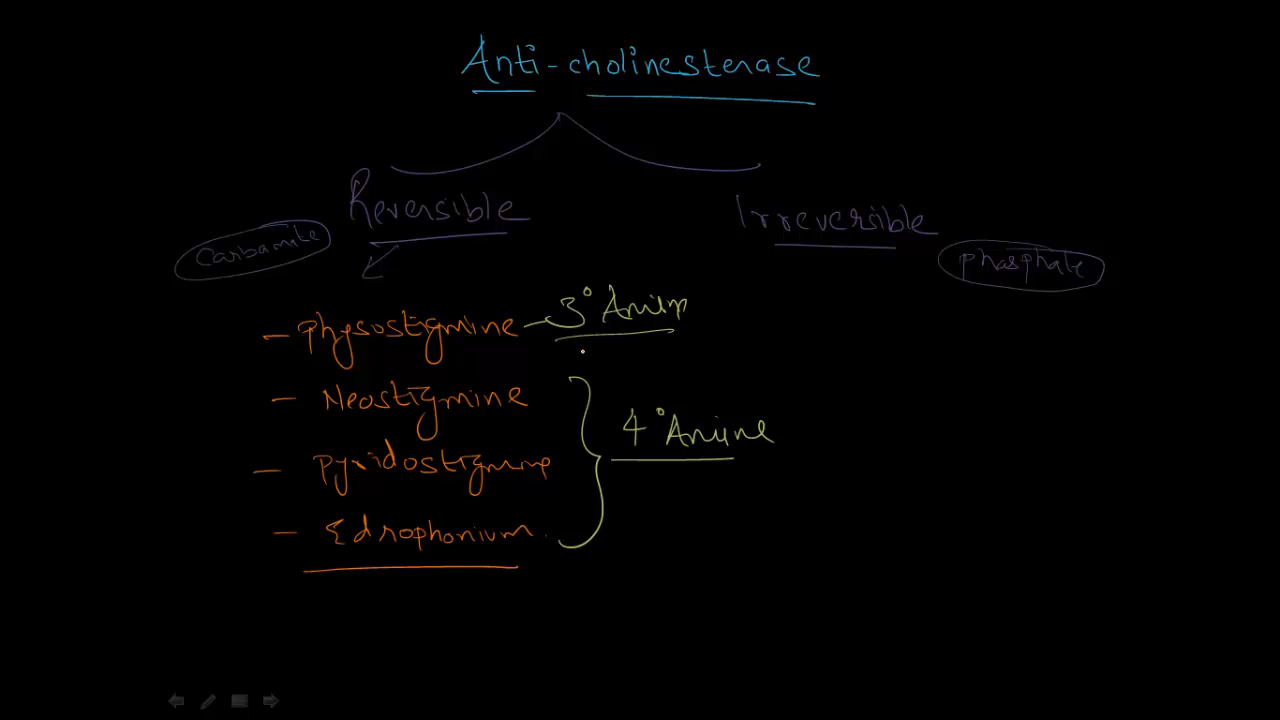 Anti-cholinesterase
Reversible
Irreversible
Carbamate
phosphate
- Physostigmine - 3° Amine
- Neostigmine
4° Amine
- Pyridostigmine
- Edrophonium